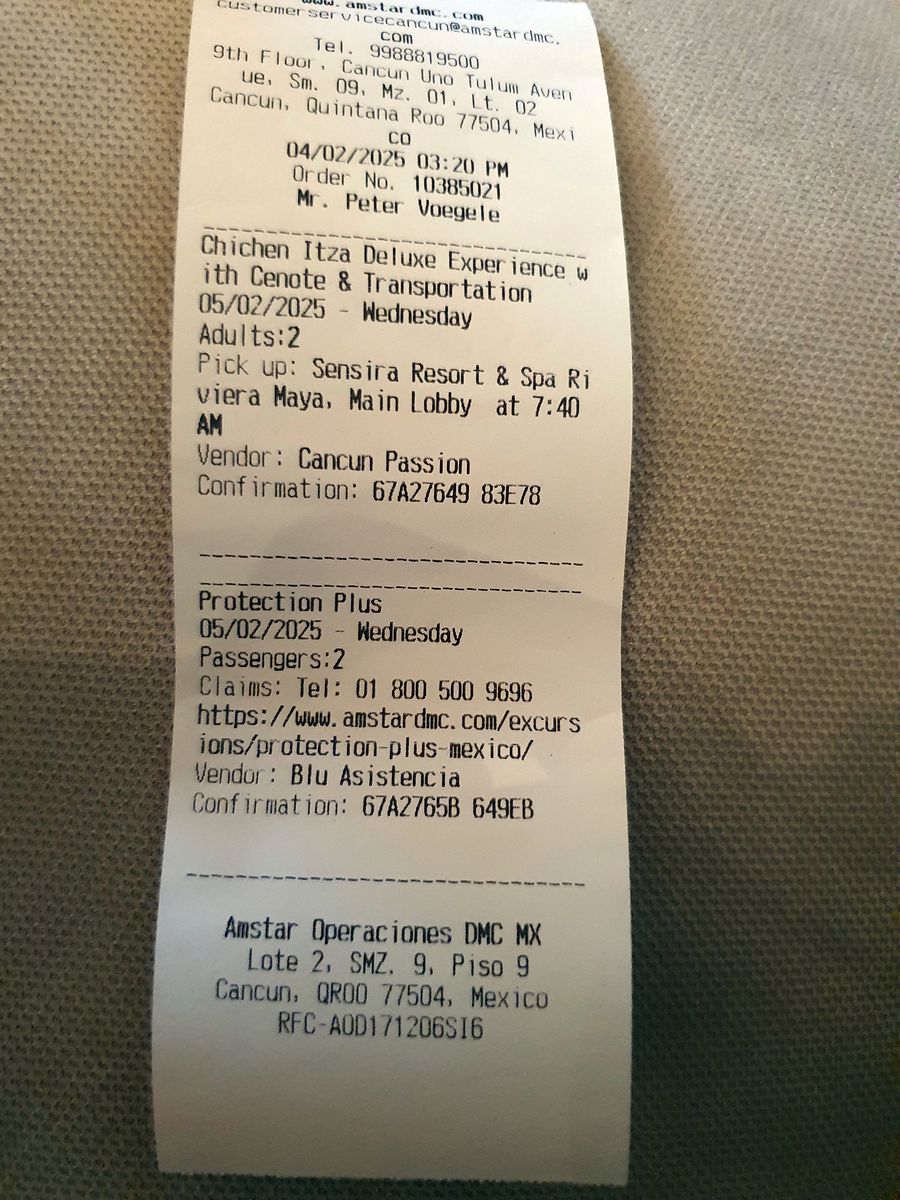 www.amstardmc.com
customerservicecancun@amstardmc.
com
Tel. 9988819500
9th Floor, Cancun Uno Tulum Aven
ue, Sm. 09, Mz. 01, Lt. 02
Cancun, Quintana Roo 77504, Mexi
co
04/02/2025 03:20 PM
Order No. 10385021
Mr. Peter Voegele
Chichen Itza Deluxe Experience w
ith Cenote & Transportation
05/02/2025 - Wednesday
Adults:2
Pick up: Sensira Resort & Spa Ri
viera Maya, Main Lobby  at 7:40
AM
Vendor: Cancun Passion
Confirmation: 67A27649 83E78
Protection Plus
05/02/2025 - Wednesday
Passengers:2
Claims: Tel: 01 800 500 9696
https://www.amstardmc.com/excurs
ions/protection-plus-mexico/
Vendor: Blu Asistencia
Confirmation: 67A2765B 649EB
Amstar Operaciones DMC MX
Lote 2, SMZ. 9, Piso 9
Cancun, QROO 77504, Mexico
RFC-AOD171206SI6